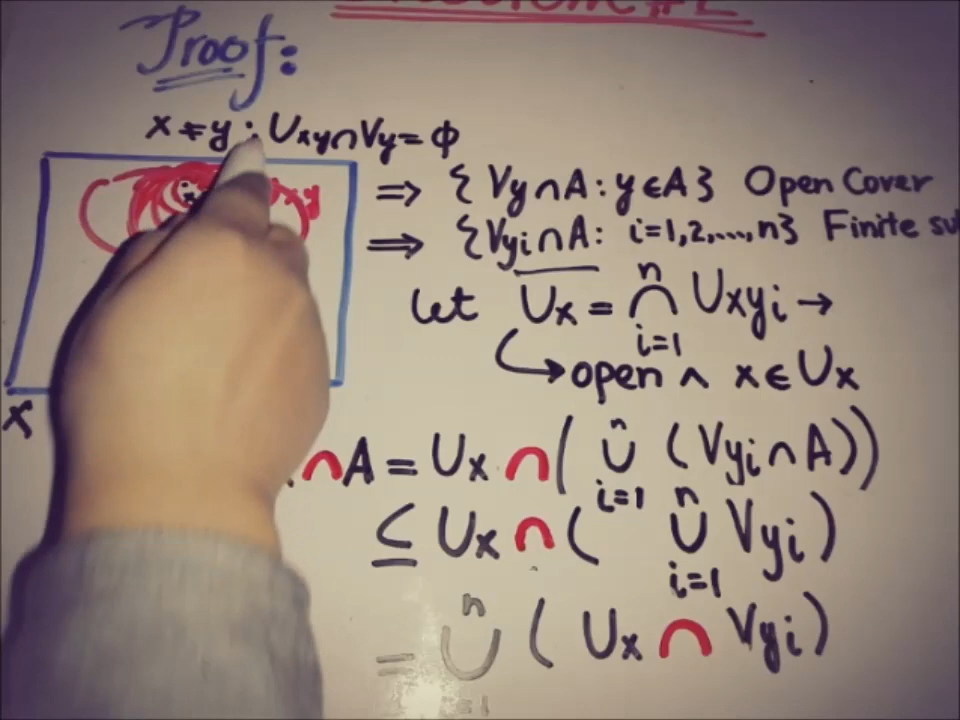 Proof:
x ≠ y : Uxy∩Vy = ϕ
⇒ { Vy∩A : y∈A } Open Cover
⇒ { Vyi∩A : i=1,2,...,n} Finite
let Ux = n ∩ i=1 Uxyi →
→ open ∧ x∈Ux
X
∩A = Ux ∩ ( n ∪ i=1 (Vyi∩A))
⊆ Ux ∩ ( n ∪ i=1 Vyi )
= n ∪ i=1 ( Ux ∩ Vyi )